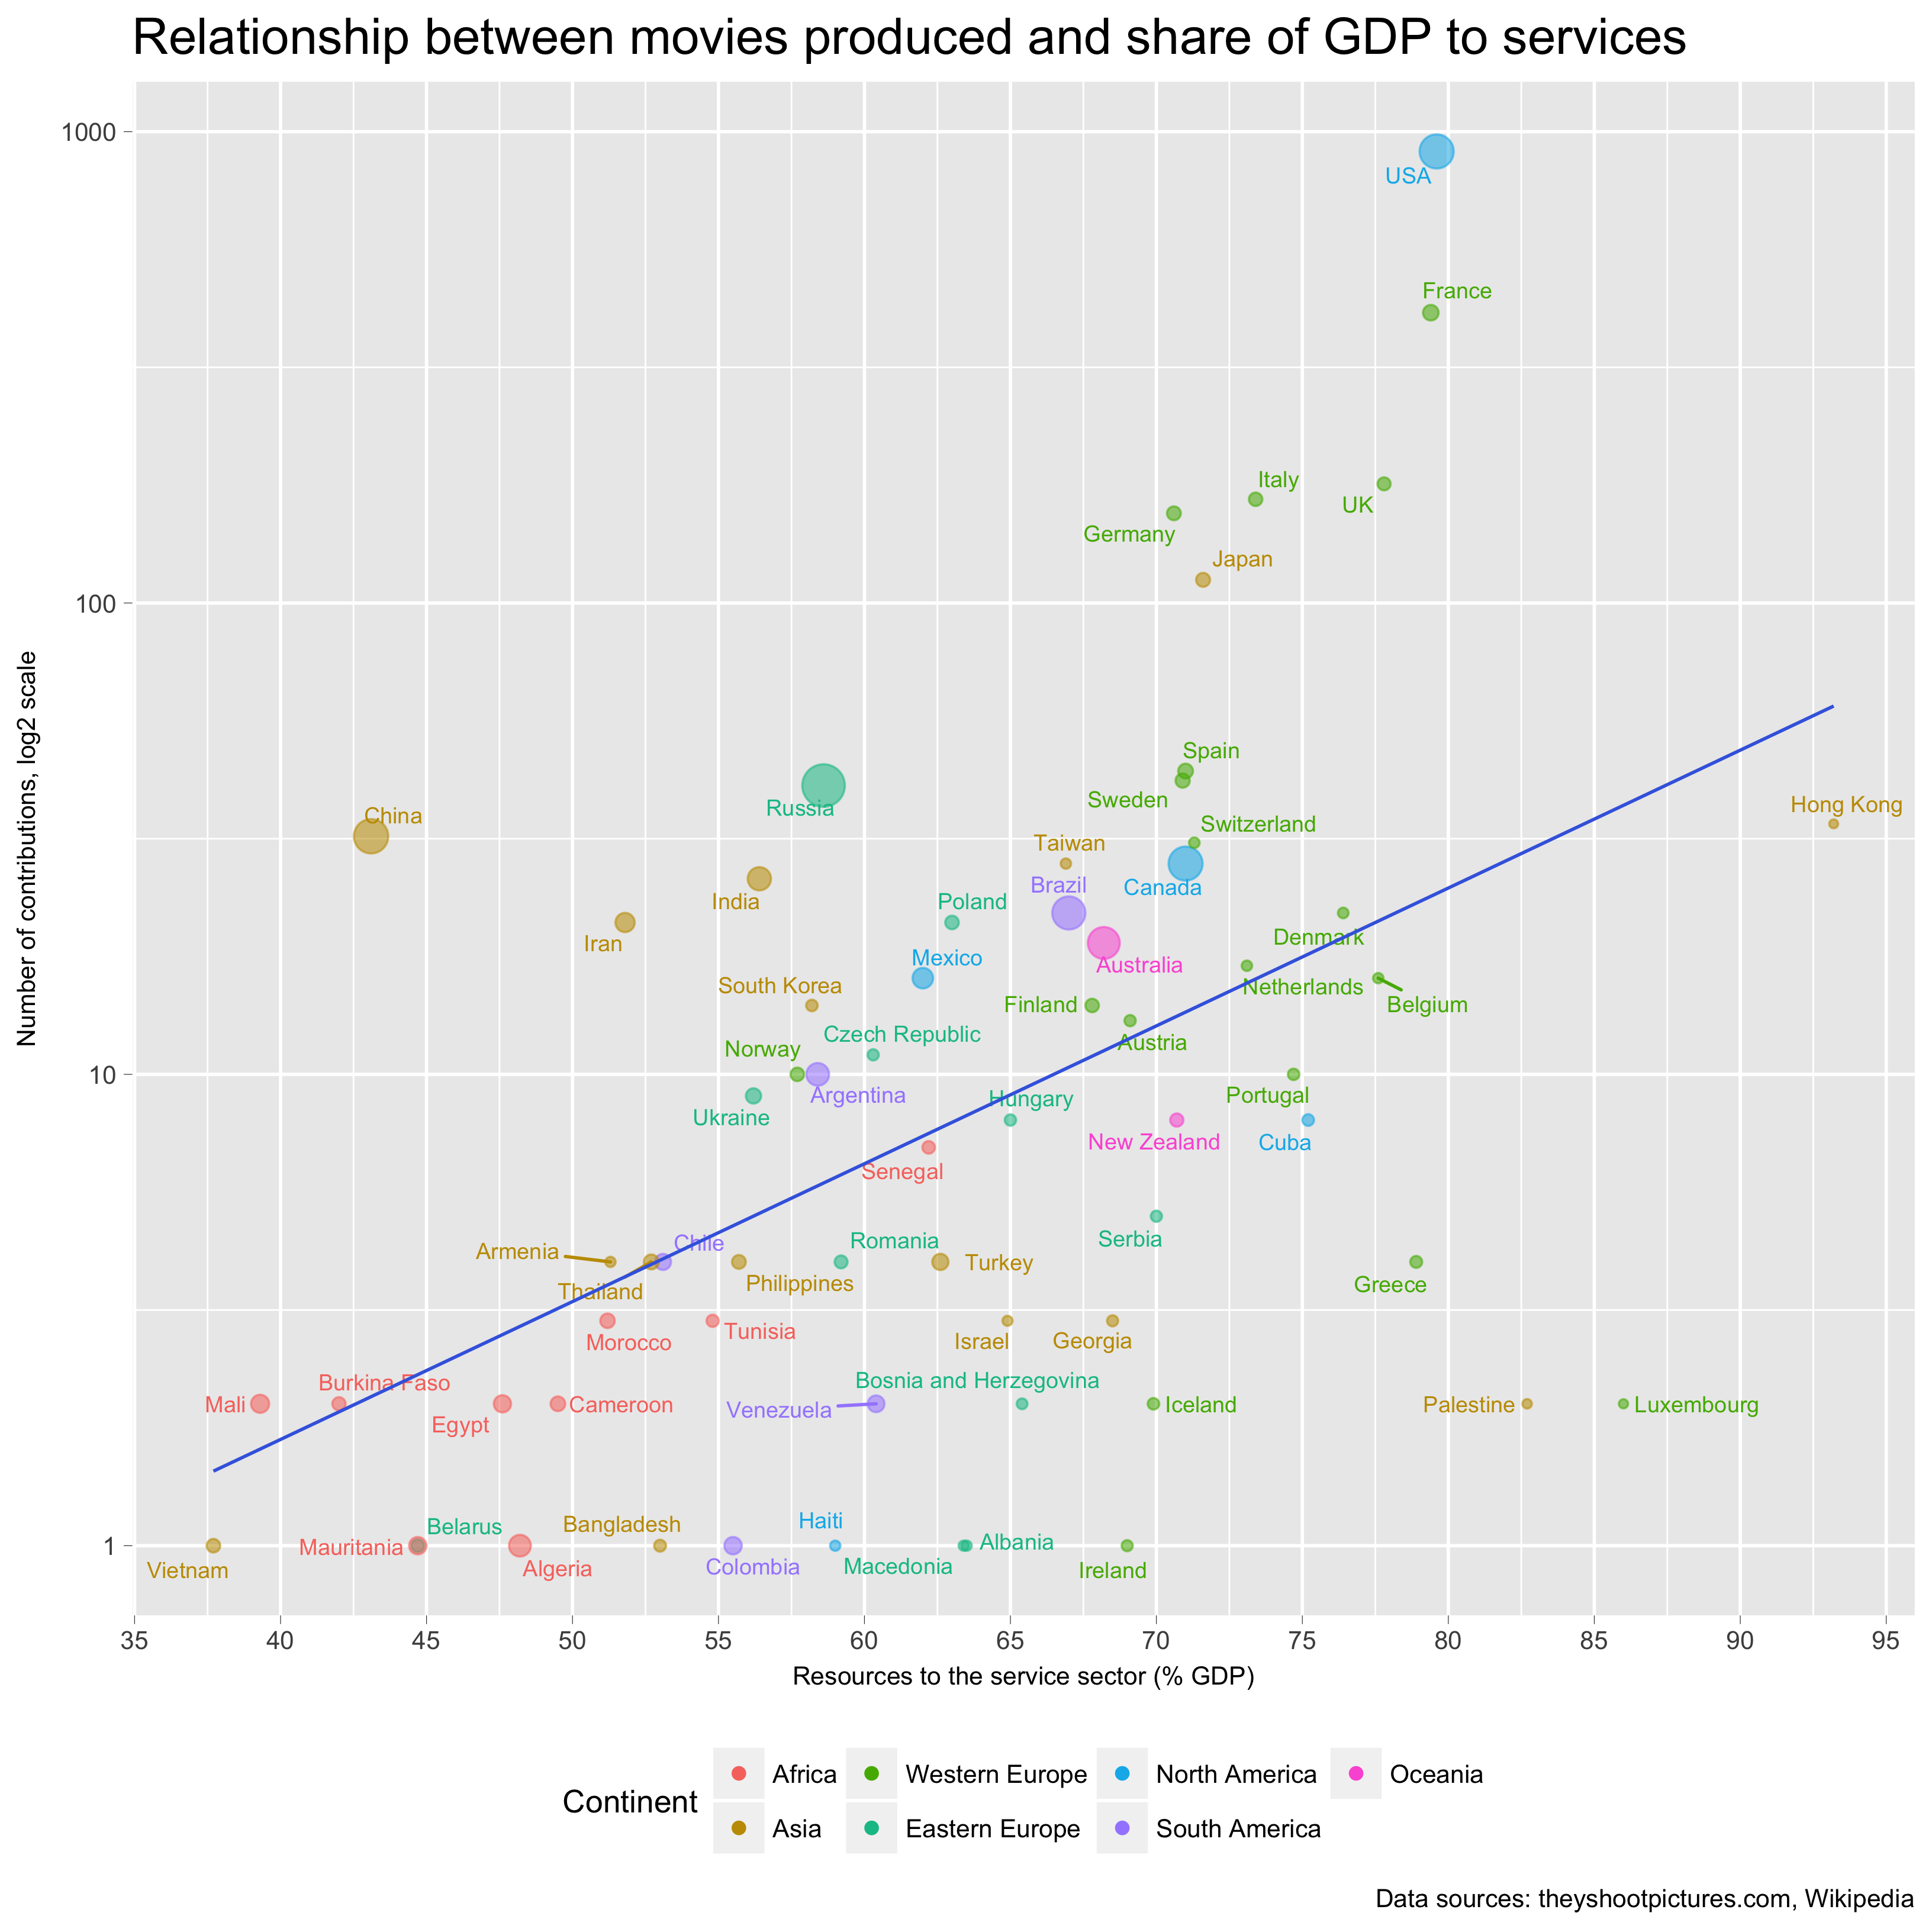 Relationship between movies produced and share of GDP to services
1000
USA
France
Italy
UK
Germany
Japan
100
Number of contributions, log2 scale
Spain
Russia
Sweden
Hong Kong
China
Switzerland
Taiwan
Brazil
Canada
India
Poland
Iran
Denmark
Mexico
Australia
South Korea
Netherlands
Finland
Belgium
Czech Republic
Austria
Norway
10
Argentina
Hungary
Portugal
Ukraine
New Zealand
Cuba
Senegal
Serbia
Romania
Chile
Armenia
Turkey
Philippines
Greece
Thailand
Tunisia
Morocco
Israel
Georgia
Bosnia and Herzegovina
Burkina Faso
Mali
Cameroon
Venezuela
Iceland
Palestine
Luxembourg
Egypt
Haiti
Belarus
Bangladesh
Albania
1
Mauritania
Vietnam
Algeria
Colombia
Macedonia
Ireland
35 40 45 50 55 60 65 70 75 80 85 90 95
Resources to the service sector (% GDP)
Continent
Africa Western Europe North America Oceania
Asia Eastern Europe South America
Data sources: theyshootpictures.com, Wikipedia